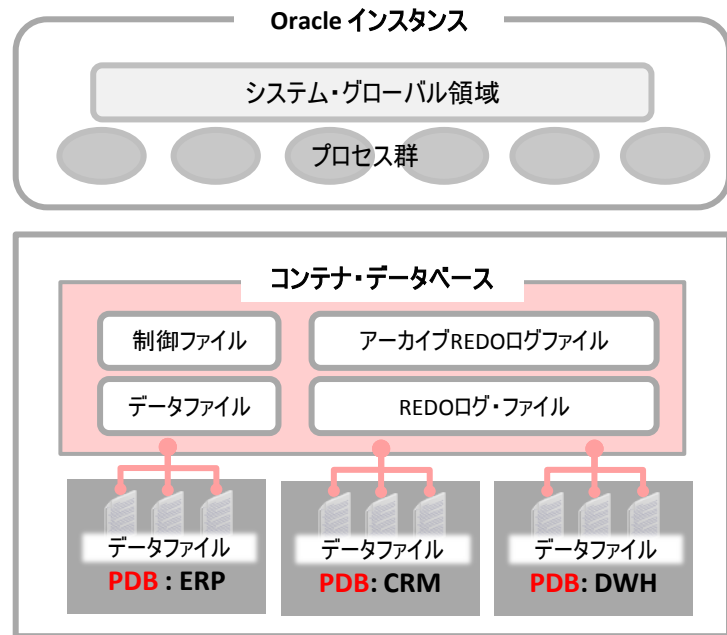 Oracle インスタンス
システム・グローバル領域
プロセス群
コンテナ・データベース
制御ファイル
アーカイブREDOログファイル
データファイル
REDOログ・ファイル
データファイル
データファイル
データファイル
PDB : ERP
PDB: CRM
PDB: DWH